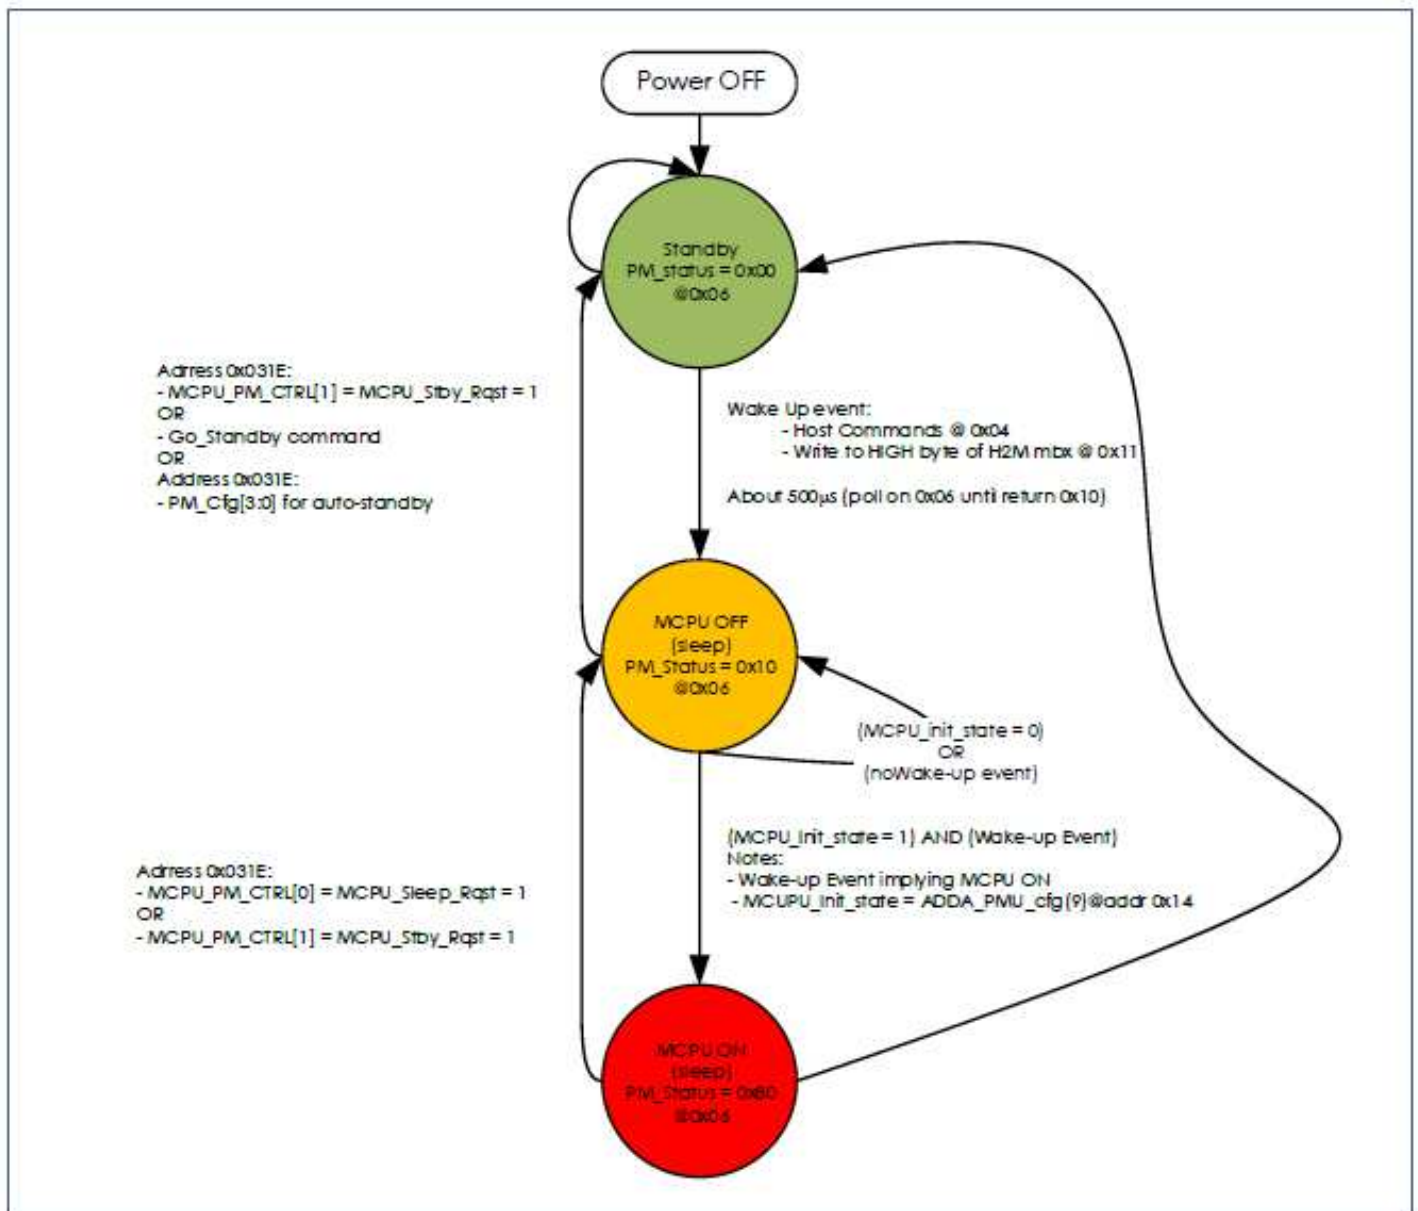 Power OFF
Standby
PM_status = 0x00
@0x06
Adrress 0x031E:
- MCPU_PM_CTRL[1] = MCPU_Stby_Rqst = 1
OR
- Go_Standby command
OR
Address 0x031E:
- PM_Cfg[3:0] for auto-standby
Wake Up event:
- Host Commands @ 0x04
- Write to HIGH byte of H2M mbx @ 0x11
About 500µs (poll on 0x06 until return 0x10)
MCPU OFF
(sleep)
PM_Status = 0x10
@0x06
(MCPU_init_state = 0)
OR
(noWake-up event)
(MCPU_Init_state = 1) AND (Wake-up Event)
Notes:
- Wake-up Event implying MCPU ON
- MCUPU_Init_state = ADDA_PMU_cfg(9)@addr 0x14
Adrress 0x031E:
- MCPU_PM_CTRL[0] = MCPU_Sleep_Rqst = 1
OR
- MCPU_PM_CTRL[1] = MCPU_Stby_Rqst = 1
MCPU ON
(sleep)
PM_Status = 0xB0
@0x06